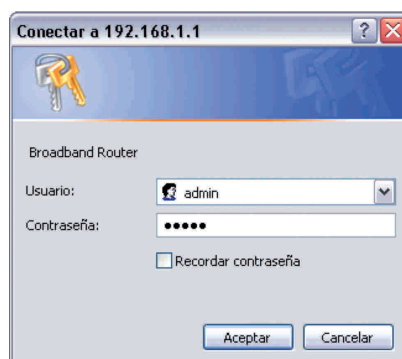 Conectar a 192.168.1.1
Broadband Router
Usuario: admin
Contraseña: •••••
Recordar contraseña
Aceptar Cancelar